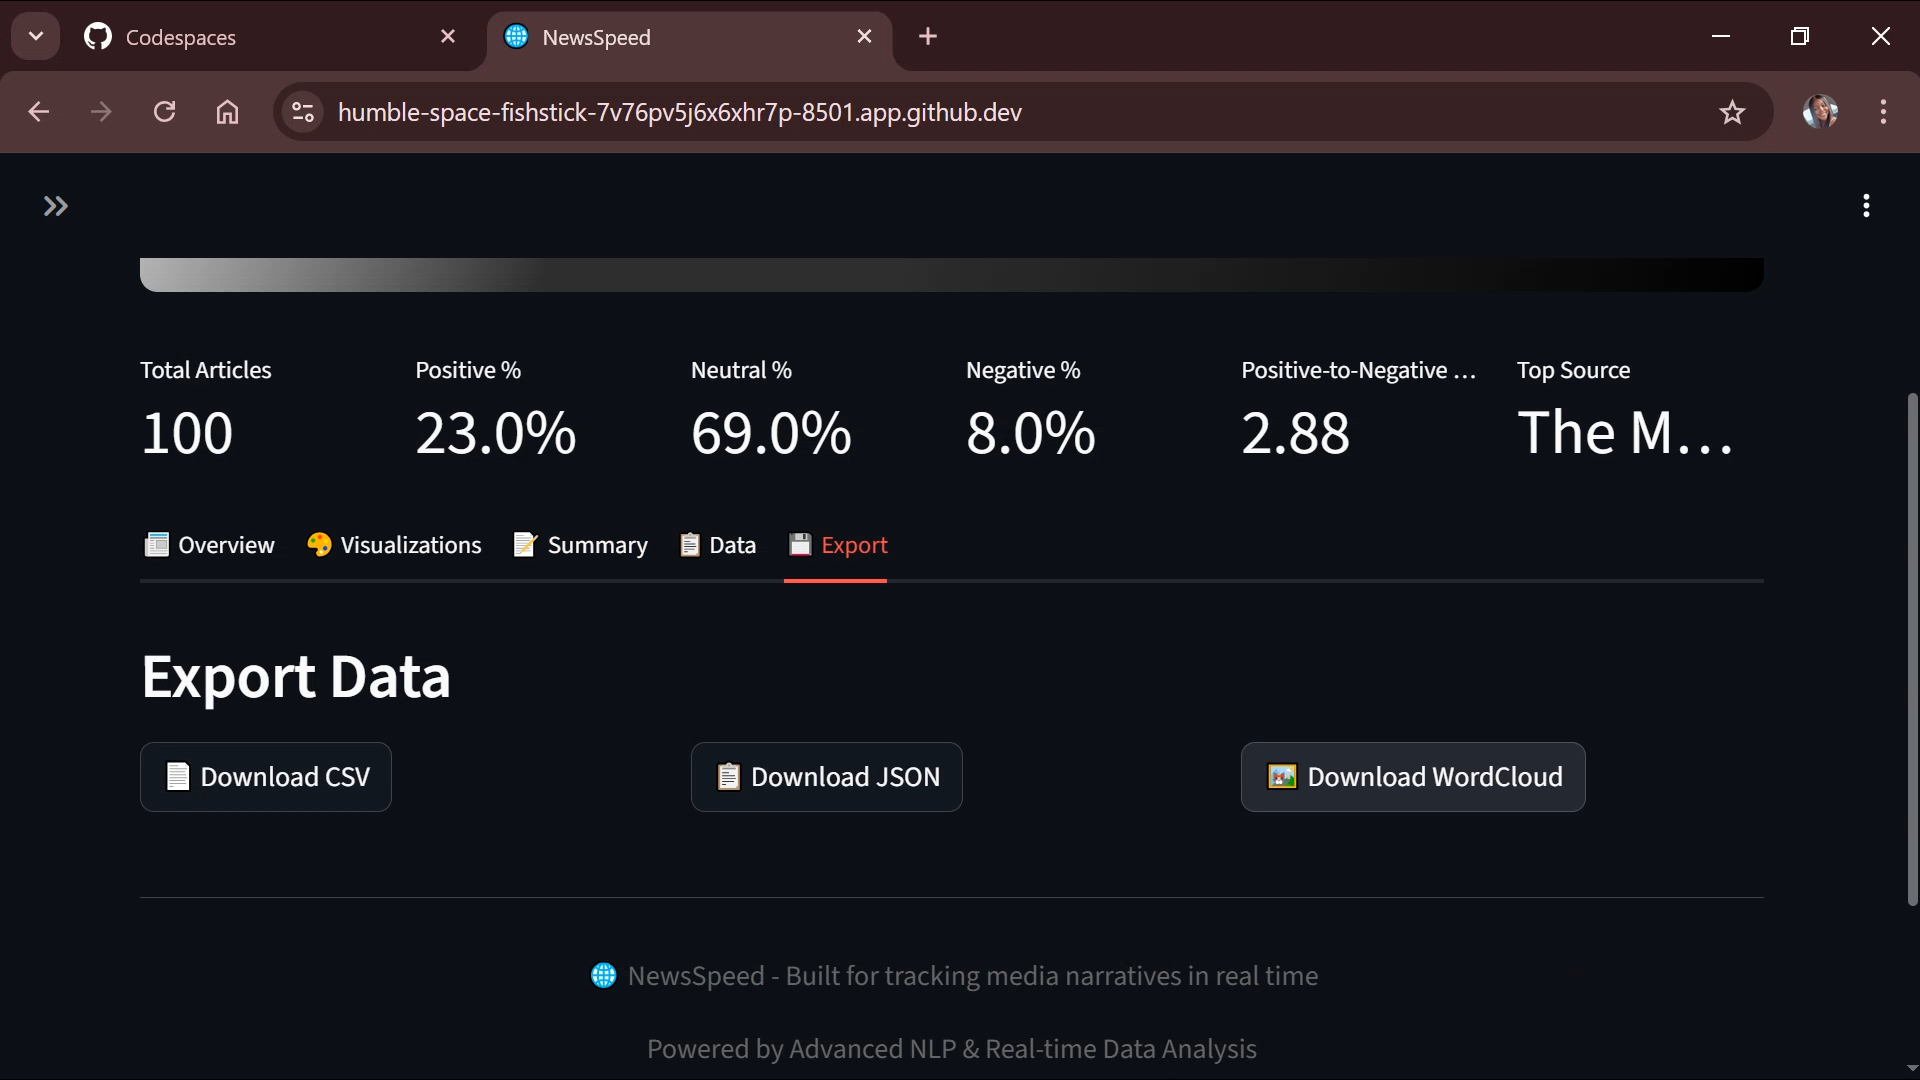 Codespaces
NewsSpeed
humble-space-fishstick-7v76pv5j6x6xhr7p-8501.app.github.dev
Total Articles
Positive %
Neutral %
Negative %
Positive-to-Negative ...
Top Source
100
23.0%
69.0%
8.0%
2.88
The M...
Overview
Visualizations
Summary
Data
Export
Export Data
Download CSV
Download JSON
Download WordCloud
NewsSpeed - Built for tracking media narratives in real time
Powered by Advanced NLP & Real-time Data Analysis